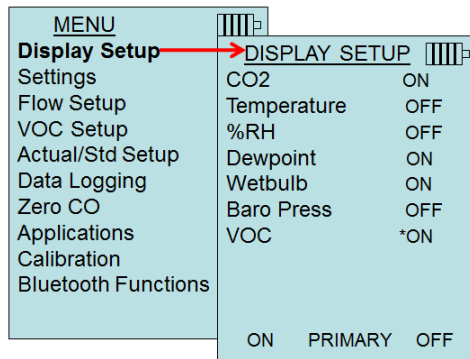 MENU
Display Setup
Settings
Flow Setup
VOC Setup
Actual/Std Setup
Data Logging
Zero CO
Applications
Calibration
Bluetooth Functions
DISPLAY SETUP
CO2 ON
Temperature OFF
%RH OFF
Dewpoint ON
Wetbulb ON
Baro Press OFF
VOC *ON
ON PRIMARY OFF